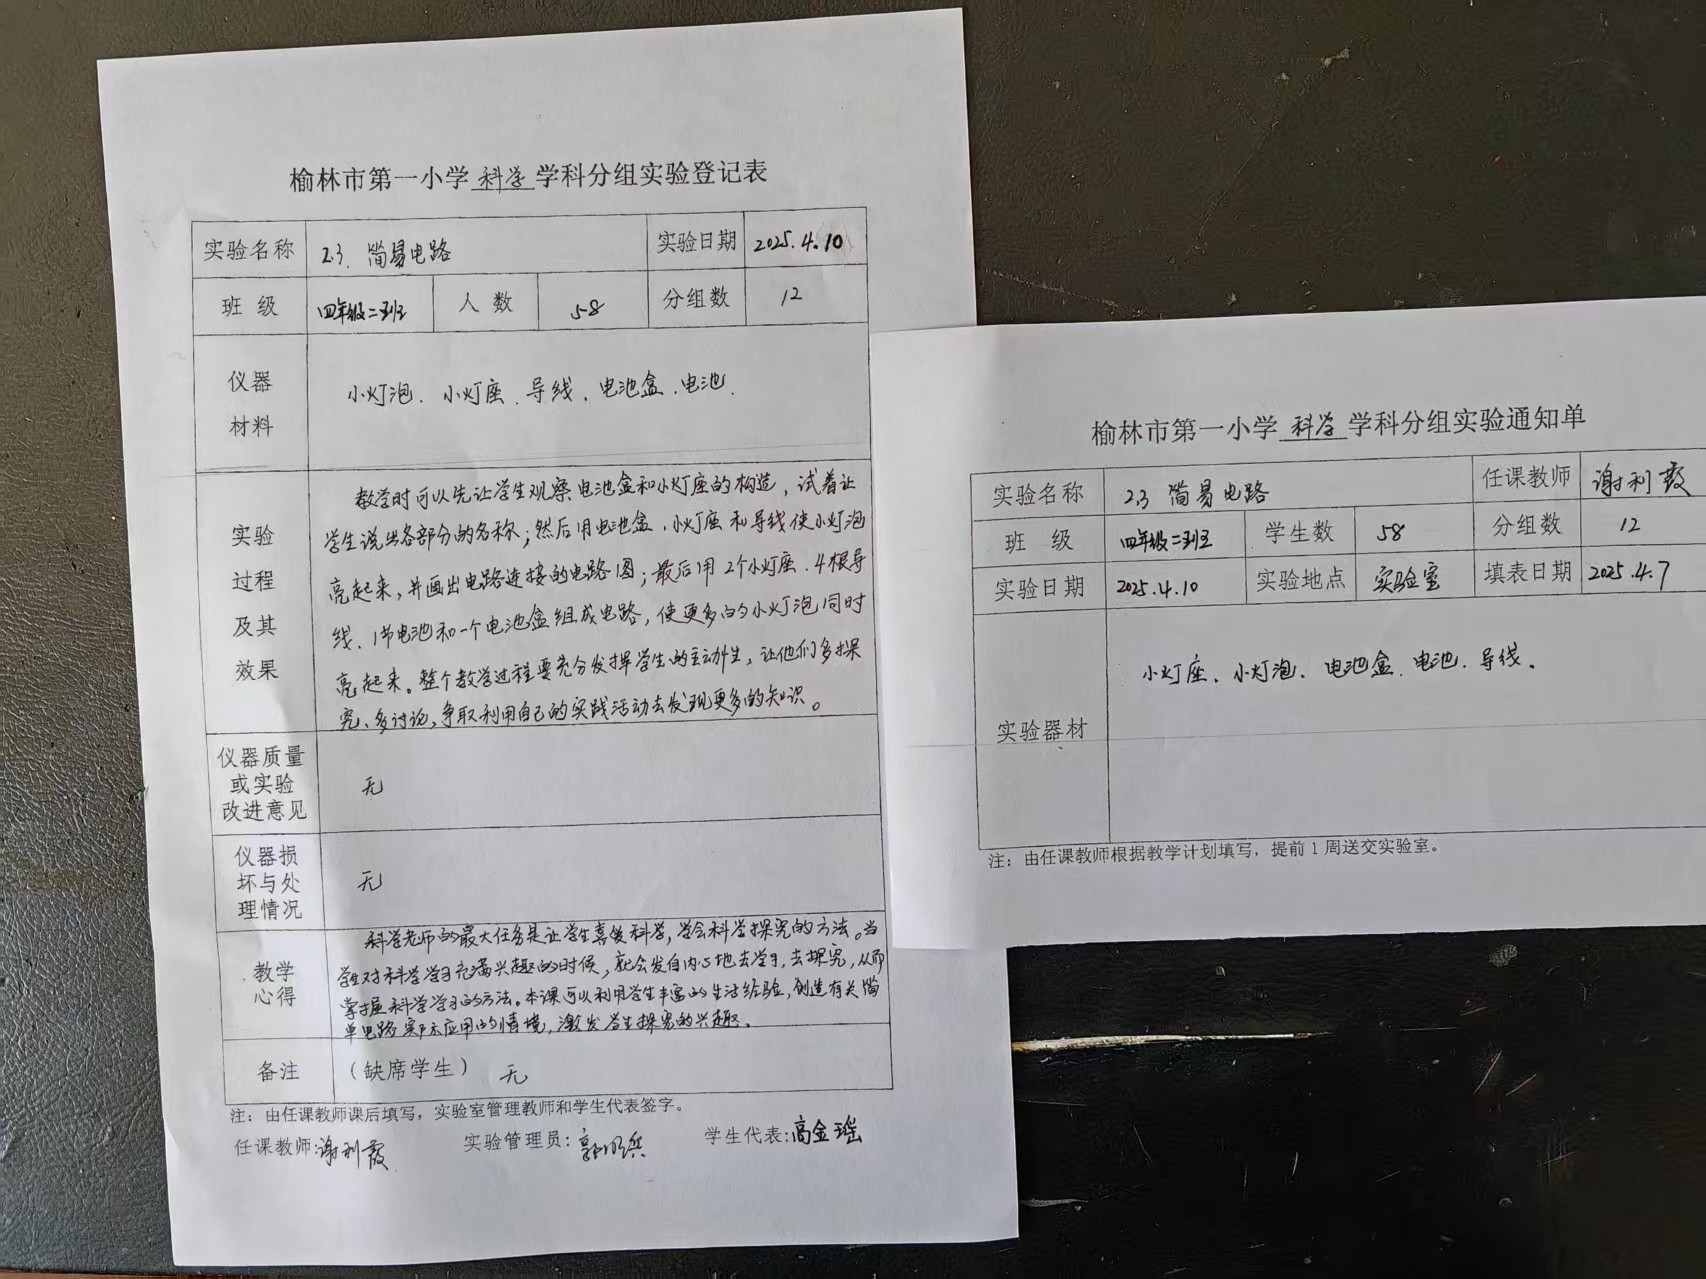 榆林市第一小学 科学 学科分组实验登记表
实验名称 2.3. 简易电路 实验日期 2025.4.10
班 级 四年级二班 人 数 58 分组数 12
仪器
材料
小灯泡. 小灯座. 导线. 电池盒. 电池.
实验
过程
及其
效果
教学时可以先让学生观察电池盒和小灯座的构造，试着让
学生说出各部分的名称；然后用电池盒、小灯座和导线使小灯泡
亮起来，并画出电路连接的电路图；最后用2个小灯座、4根导
线、1节电池和一个电池盒组成电路，使更多的小灯泡同时
亮起来。整个教学过程要充分发挥学生的主动性，让他们多探
究、多讨论，争取利用自己的实践活动去发现更多的知识。
仪器质量
或实验
改进意见
无
仪器损
坏与处
理情况
无
教学
心得
科学老师的最大任务是让学生喜爱科学，学会科学探究的方法。当
学生对科学学习充满兴趣的时候，就会发自内心地去学习，去探究，从而
掌握科学学习的方法。本课可以利用学生丰富的生活经验，创造有关简
单电路实际应用的情境，激发学生探究的兴趣。
备注 （缺席学生） 无
注：由任课教师课后填写，实验室管理教师和学生代表签字。
任课教师：谢利霞 实验管理员： 学生代表：高金瑶
榆林市第一小学 科学 学科分组实验通知单
实验名称 2.3 简易电路 任课教师 谢利霞
班 级 四年级二班 学生数 58 分组数 12
实验日期 2025.4.10 实验地点 实验室 填表日期 2025.4.7
实验器材
小灯座、小灯泡、电池盒、电池、导线.
注：由任课教师根据教学计划填写，提前1周送交实验室。